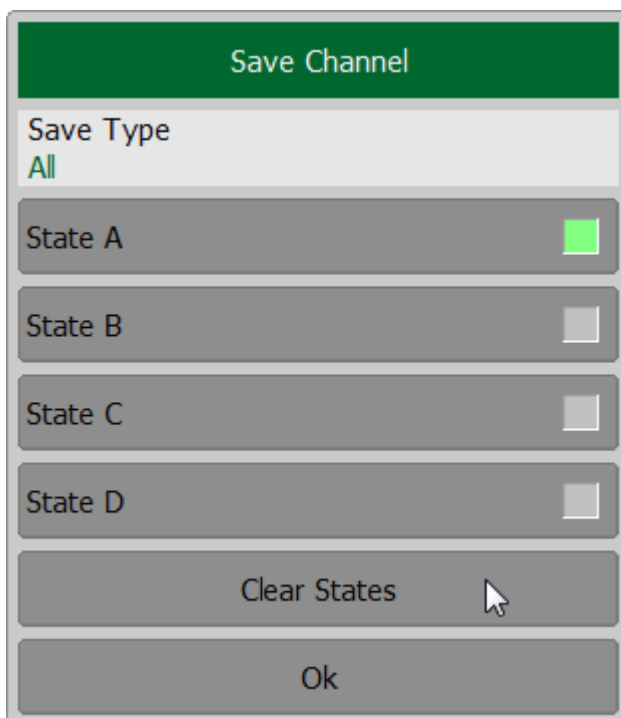 Save Channel
Save Type
All
State A
State B
State C
State D
Clear States
Ok